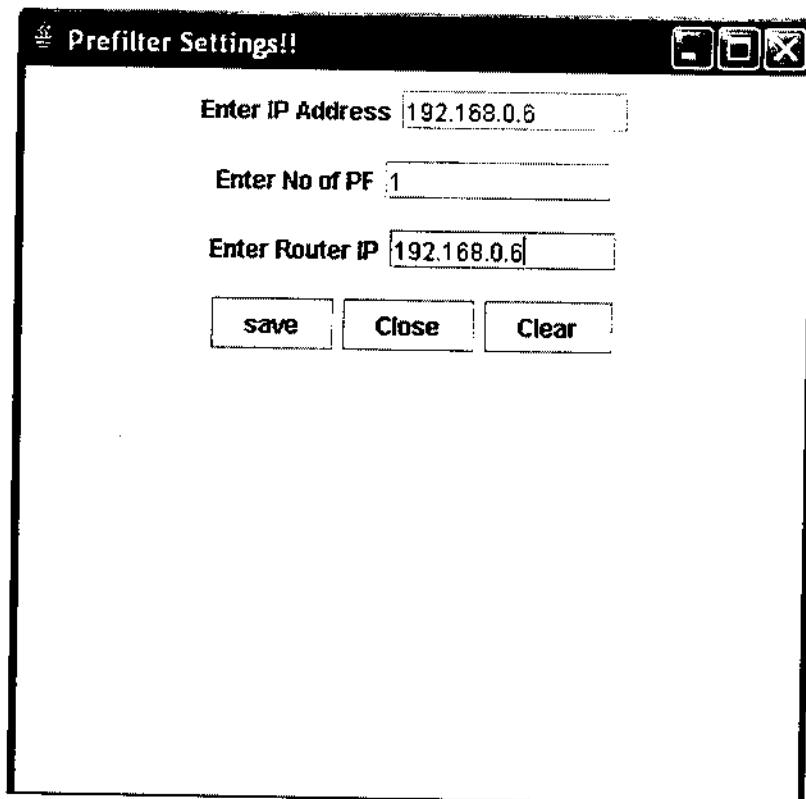 Prefilter Settings!!
Enter IP Address 192.168.0.6
Enter No of PF 1
Enter Router IP 192.168.0.6
save Close Clear